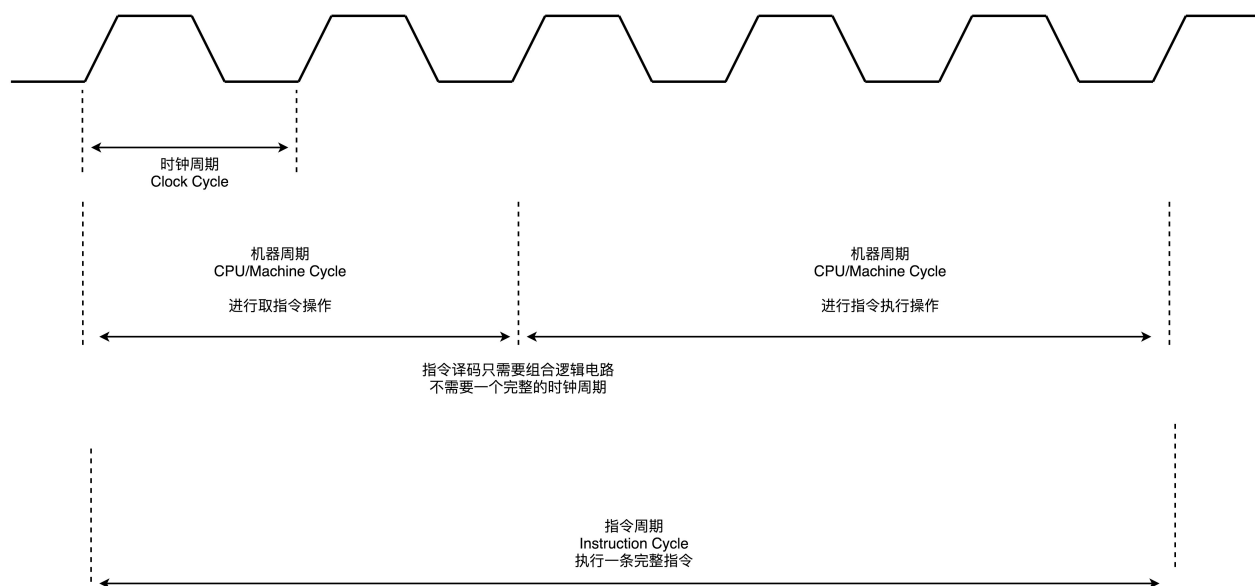 时钟周期
Clock Cycle
机器周期
CPU/Machine Cycle
进行取指令操作
机器周期
CPU/Machine Cycle
进行指令执行操作
指令译码只需要组合逻辑电路
不需要一个完整的时钟周期
指令周期
Instruction Cycle
执行一条完整指令